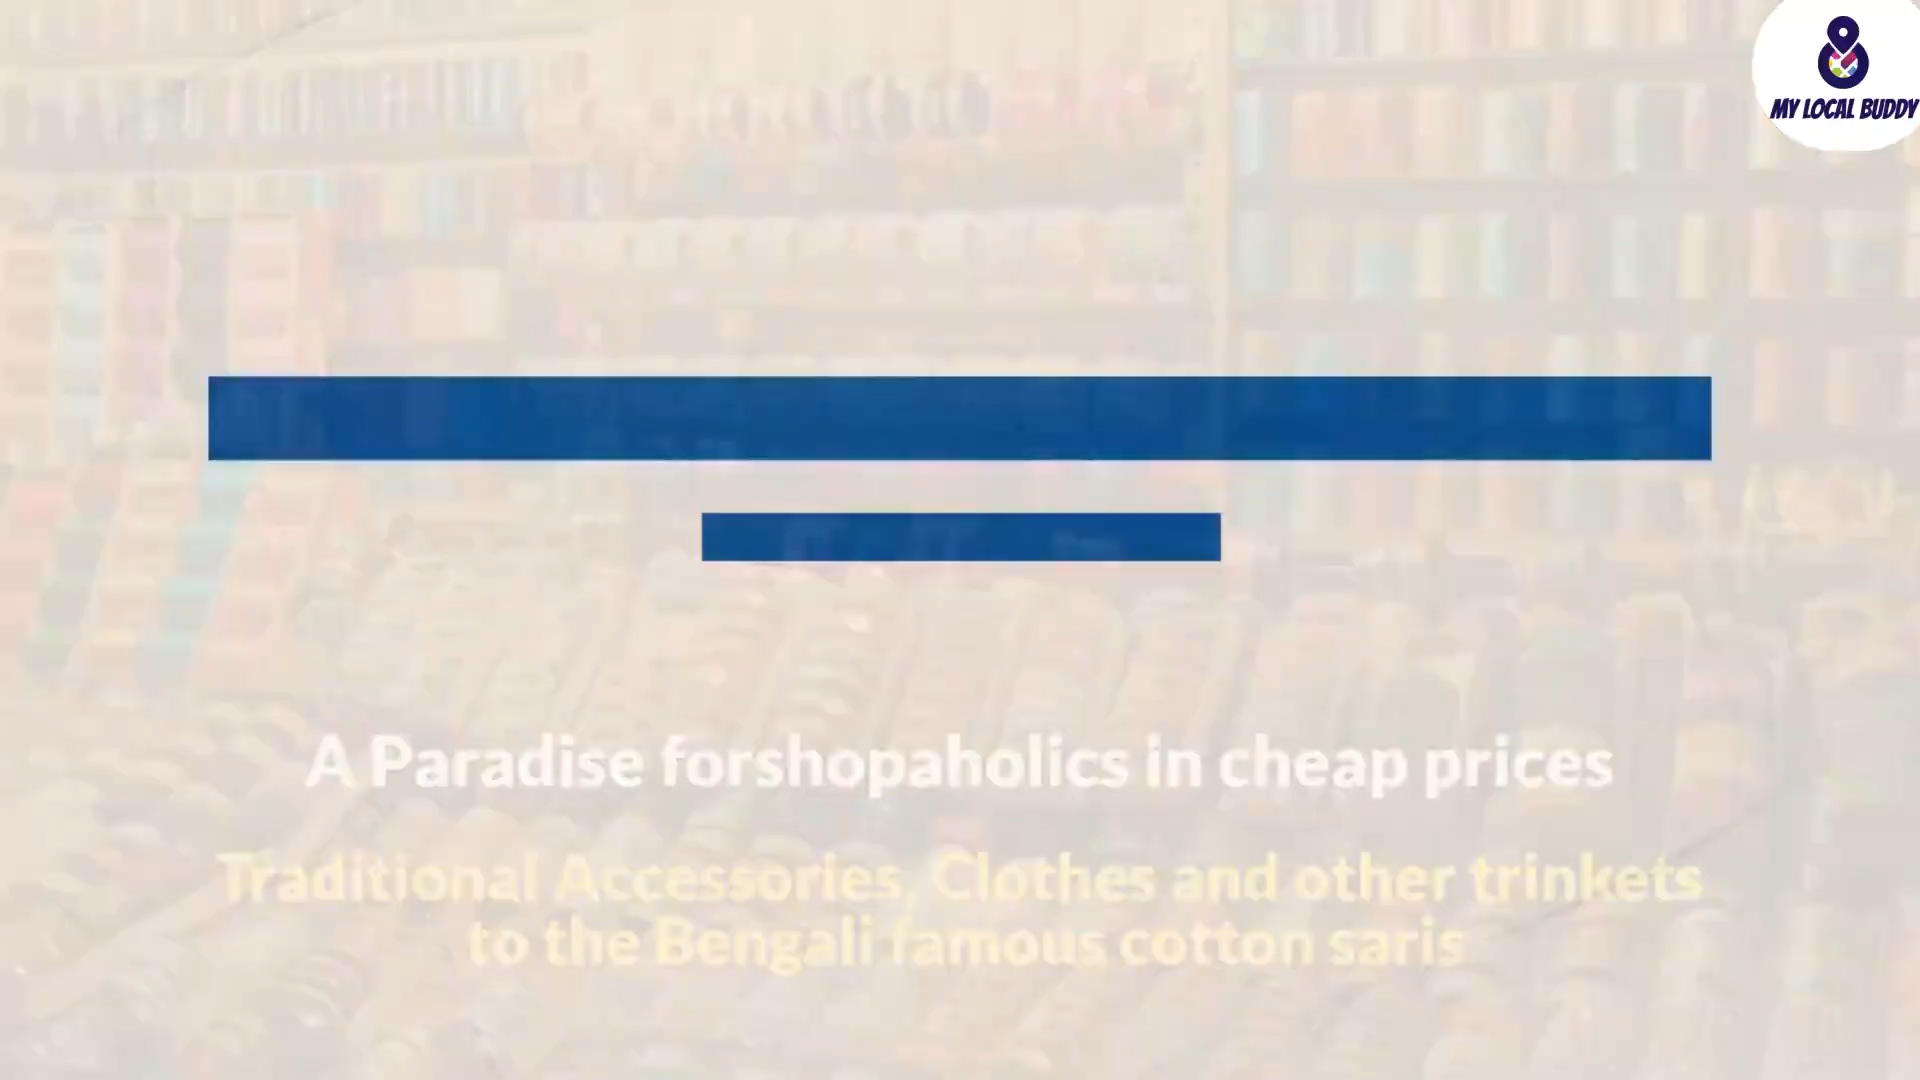 MY LOCAL BUDDY
A Paradise forshopaholics in cheap prices
Traditional Accessories, Clothes and other trinkets
to the Bengali famous cotton saris